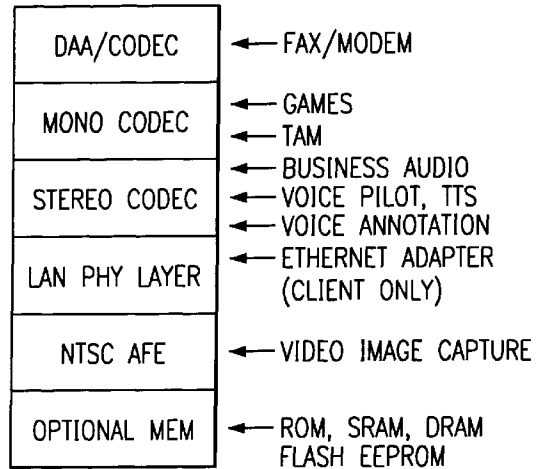 DAA/CODEC
FAX/MODEM
MONO CODEC
GAMES
TAM
STEREO CODEC
BUSINESS AUDIO
VOICE PILOT, TTS
VOICE ANNOTATION
LAN PHY LAYER
ETHERNET ADAPTER
(CLIENT ONLY)
NTSC AFE
VIDEO IMAGE CAPTURE
OPTIONAL MEM
ROM, SRAM, DRAM
FLASH EEPROM